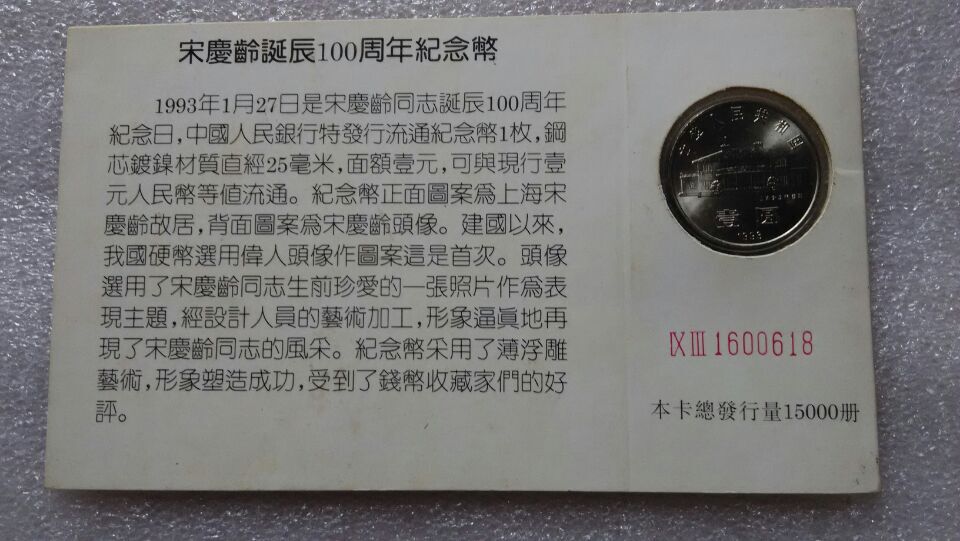 宋慶齡誕辰100周年紀念幣
1993年1月27日是宋慶齡同志誕辰100周年
紀念日,中國人民銀行特發行流通紀念幣1枚,鋼
芯鍍鎳材質直經25毫米,面額壹元,可與現行壹
元人民幣等値流通。紀念幣正面圖案爲上海宋
慶齡故居,背面圖案爲宋慶齡頭像。建國以來,
我國硬幣選用偉人頭像作圖案這是首次。頭像
選用了宋慶齡同志生前珍愛的一張照片作爲表
現主題,經設計人員的藝術加工,形象逼眞地再
現了宋慶齡同志的風采。紀念幣采用了薄浮雕
藝術,形象塑造成功,受到了錢幣收藏家們的好
評。
中华人民共和国
壹圆
1993
IXIII1600618
本卡總發行量15000册